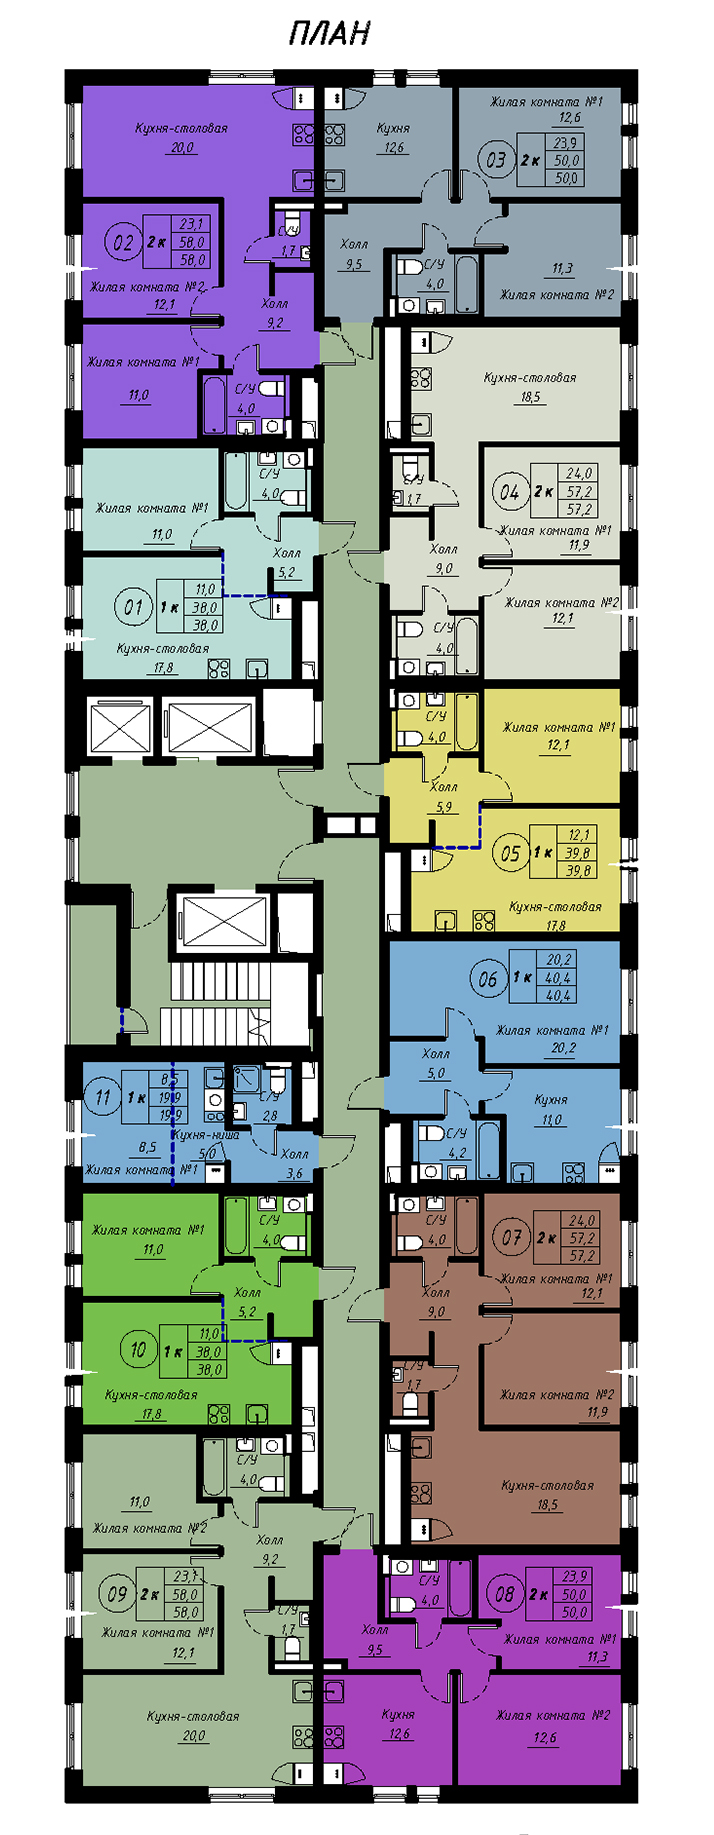 ПЛАН
Кухня-столовая
20,0
02
2к
23,1
58,0
58,0
Жилая комната №2
12,1
С/У
1,7
Холл
9,2
Жилая комната №1
11,0
С/У
4,0
Кухня
12,6
Жилая комната №1
12,6
03
2к
23,9
50,0
50,0
Холл
9,5
С/У
4,0
11,3
Жилая комната №2
Кухня-столовая
18,5
С/У
1,7
04
2к
24,0
57,2
57,2
Жилая комната №1
11,9
Холл
9,0
Жилая комната №2
12,1
С/У
4,0
Жилая комната №1
11,0
С/У
4,0
Холл
5,2
01
1к
11,0
38,0
38,0
Кухня-столовая
17,8
С/У
4,0
Жилая комната №1
12,1
Холл
5,9
05
1к
12,1
39,8
39,8
Кухня-столовая
17,8
06
1к
20,2
40,4
40,4
Жилая комната №1
20,2
Холл
5,0
Кухня
11,0
С/У
4,2
11
1к
8,5
19,9
19,9
С/У
2,8
Кухня-ниша
5,0
8,5
Жилая комната №1
Холл
3,6
Жилая комната №1
11,0
С/У
4,0
Холл
5,2
10
1к
11,0
38,0
38,0
Кухня-столовая
17,8
С/У
4,0
07
2к
24,0
57,2
57,2
Жилая комната №1
12,1
Холл
9,0
С/У
1,7
Жилая комната №2
11,9
Кухня-столовая
18,5
11,0
Жилая комната №2
С/У
4,0
Холл
9,2
09
2к
23,1
58,0
58,0
Жилая комната №1
12,1
С/У
1,7
Кухня-столовая
20,0
С/У
4,0
08
2к
23,9
50,0
50,0
Жилая комната №1
11,3
Холл
9,5
Кухня
12,6
Жилая комната №2
12,6